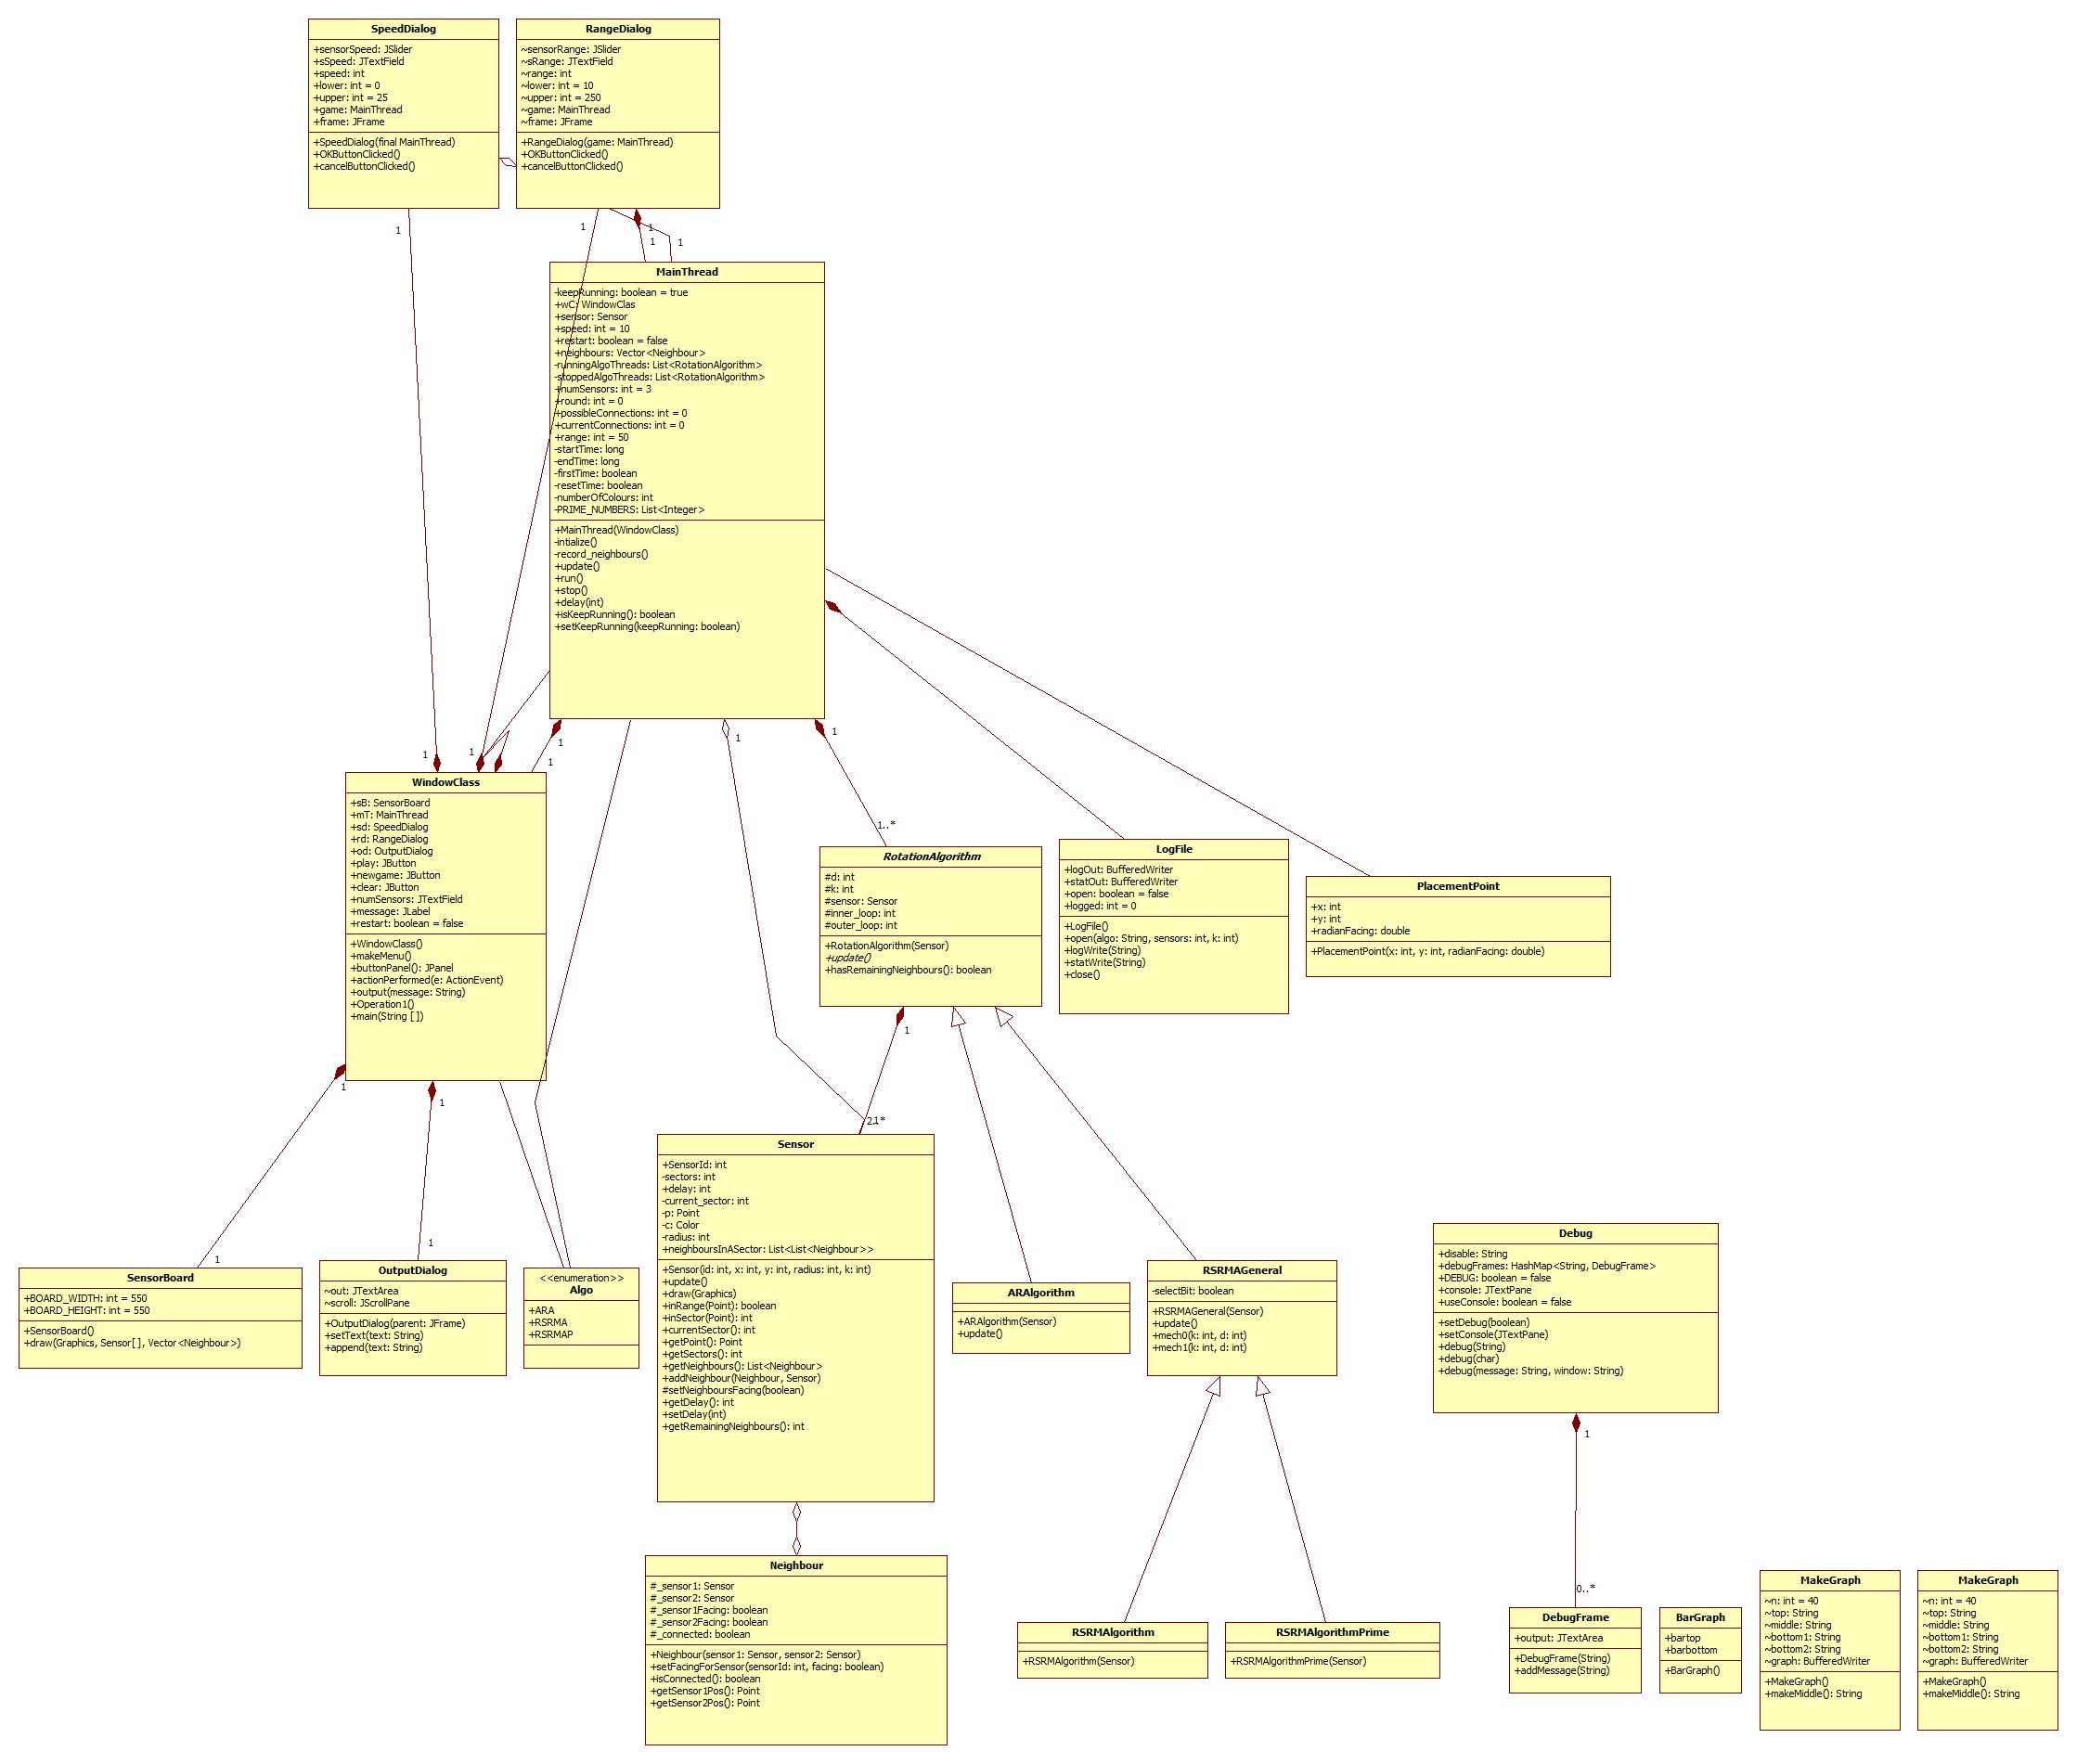 SpeedDialog
+sensorSpeed: JSlider
+sSpeed: JTextField
+speed: int
+lower: int = 0
+upper: int = 25
+game: MainThread
+frame: JFrame
+SpeedDialog(final MainThread)
+OKButtonClicked()
+cancelButtonClicked()
RangeDialog
~sensorRange: JSlider
~sRange: JTextField
~range: int
~lower: int = 10
~upper: int = 250
~game: MainThread
~frame: JFrame
+RangeDialog(game: MainThread)
+OKButtonClicked()
+cancelButtonClicked()
1
1
1
1
1
MainThread
-keepRunning: boolean = true
+wC: WindowClas
+sensor: Sensor
+speed: int = 10
+restart: boolean = false
+neighbours: Vector<Neighbour>
-runningAlgoThreads: List<RotationAlgorithm>
-stoppedAlgoThreads: List<RotationAlgorithm>
+numSensors: int = 3
+round: int = 0
+possibleConnections: int = 0
+currentConnections: int = 0
+range: int = 50
-startTime: long
-endTime: long
-firstTime: boolean
-resetTime: boolean
-numberOfColours: int
-PRIME_NUMBERS: List<Integer>
+MainThread(WindowClass)
-intialize()
-record_neighbours()
+update()
+run()
+stop()
+delay(int)
+isKeepRunning(): boolean
+setKeepRunning(keepRunning: boolean)
1
1
1
1
1
1
WindowClass
+sB: SensorBoard
+mT: MainThread
+sd: SpeedDialog
+rd: RangeDialog
+od: OutputDialog
+play: JButton
+newgame: JButton
+clear: JButton
+numSensors: JTextField
+message: JLabel
+restart: boolean = false
+WindowClass()
+makeMenu()
+buttonPanel(): JPanel
+actionPerformed(e: ActionEvent)
+output(message: String)
+Operation1()
+main(String [])
1..*
RotationAlgorithm
#d: int
#k: int
#sensor: Sensor
#inner_loop: int
#outer_loop: int
+RotationAlgorithm(Sensor)
+update()
+hasRemainingNeighbours(): boolean
LogFile
+logOut: BufferedWriter
+statOut: BufferedWriter
+open: boolean = false
+logged: int = 0
+LogFile()
+open(algo: String, sensors: int, k: int)
+logWrite(String)
+statWrite(String)
+close()
PlacementPoint
+x: int
+y: int
+radianFacing: double
+PlacementPoint(x: int, y: int, radianFacing: double)
1
1
1
1
1
SensorBoard
+BOARD_WIDTH: int = 550
+BOARD_HEIGHT: int = 550
+SensorBoard()
+draw(Graphics, Sensor[], Vector<Neighbour>)
OutputDialog
~out: JTextArea
~scroll: JScrollPane
+OutputDialog(parent: JFrame)
+setText(text: String)
+append(text: String)
<<enumeration>>
Algo
+ARA
+RSRMA
+RSRMAP
Sensor
+SensorId: int
-sectors: int
+delay: int
-current_sector: int
-p: Point
-c: Color
-radius: int
+neighboursInASector: List<List<Neighbour>>
+Sensor(id: int, x: int, y: int, radius: int, k: int)
+update()
+draw(Graphics)
+inRange(Point): boolean
+inSector(Point): int
+currentSector(): int
+getPoint(): Point
+getSectors(): int
+getNeighbours(): List<Neighbour>
+addNeighbour(Neighbour, Sensor)
#setNeighboursFacing(boolean)
+getDelay(): int
+setDelay(int)
+getRemainingNeighbours(): int
ARAlgorithm
+ARAlgorithm(Sensor)
+update()
RSRMAGeneral
-selectBit: boolean
+RSRMAGeneral(Sensor)
+update()
+mech0(k: int, d: int)
+mech1(k: int, d: int)
Debug
+disable: String
+debugFrames: HashMap<String, DebugFrame>
+DEBUG: boolean = false
+console: JTextPane
+useConsole: boolean = false
+setDebug(boolean)
+setConsole(JTextPane)
+debug(String)
+debug(char)
+debug(message: String, window: String)
1
0..*
Neighbour
#_sensor1: Sensor
#_sensor2: Sensor
#_sensor1Facing: boolean
#_sensor2Facing: boolean
#_connected: boolean
+Neighbour(sensor1: Sensor, sensor2: Sensor)
+setFacingForSensor(sensorId: int, facing: boolean)
+isConnected(): boolean
+getSensor1Pos(): Point
+getSensor2Pos(): Point
RSRMAlgorithm
+RSRMAlgorithm(Sensor)
RSRMAlgorithmPrime
+RSRMAlgorithmPrime(Sensor)
DebugFrame
+output: JTextArea
+DebugFrame(String)
+addMessage(String)
BarGraph
+bartop
+barbottom
+BarGraph()
MakeGraph
~n: int = 40
~top: String
~middle: String
~bottom1: String
~bottom2: String
~graph: BufferedWriter
+MakeGraph()
+makeMiddle(): String
MakeGraph
~n: int = 40
~top: String
~middle: String
~bottom1: String
~bottom2: String
~graph: BufferedWriter
+MakeGraph()
+makeMiddle(): String